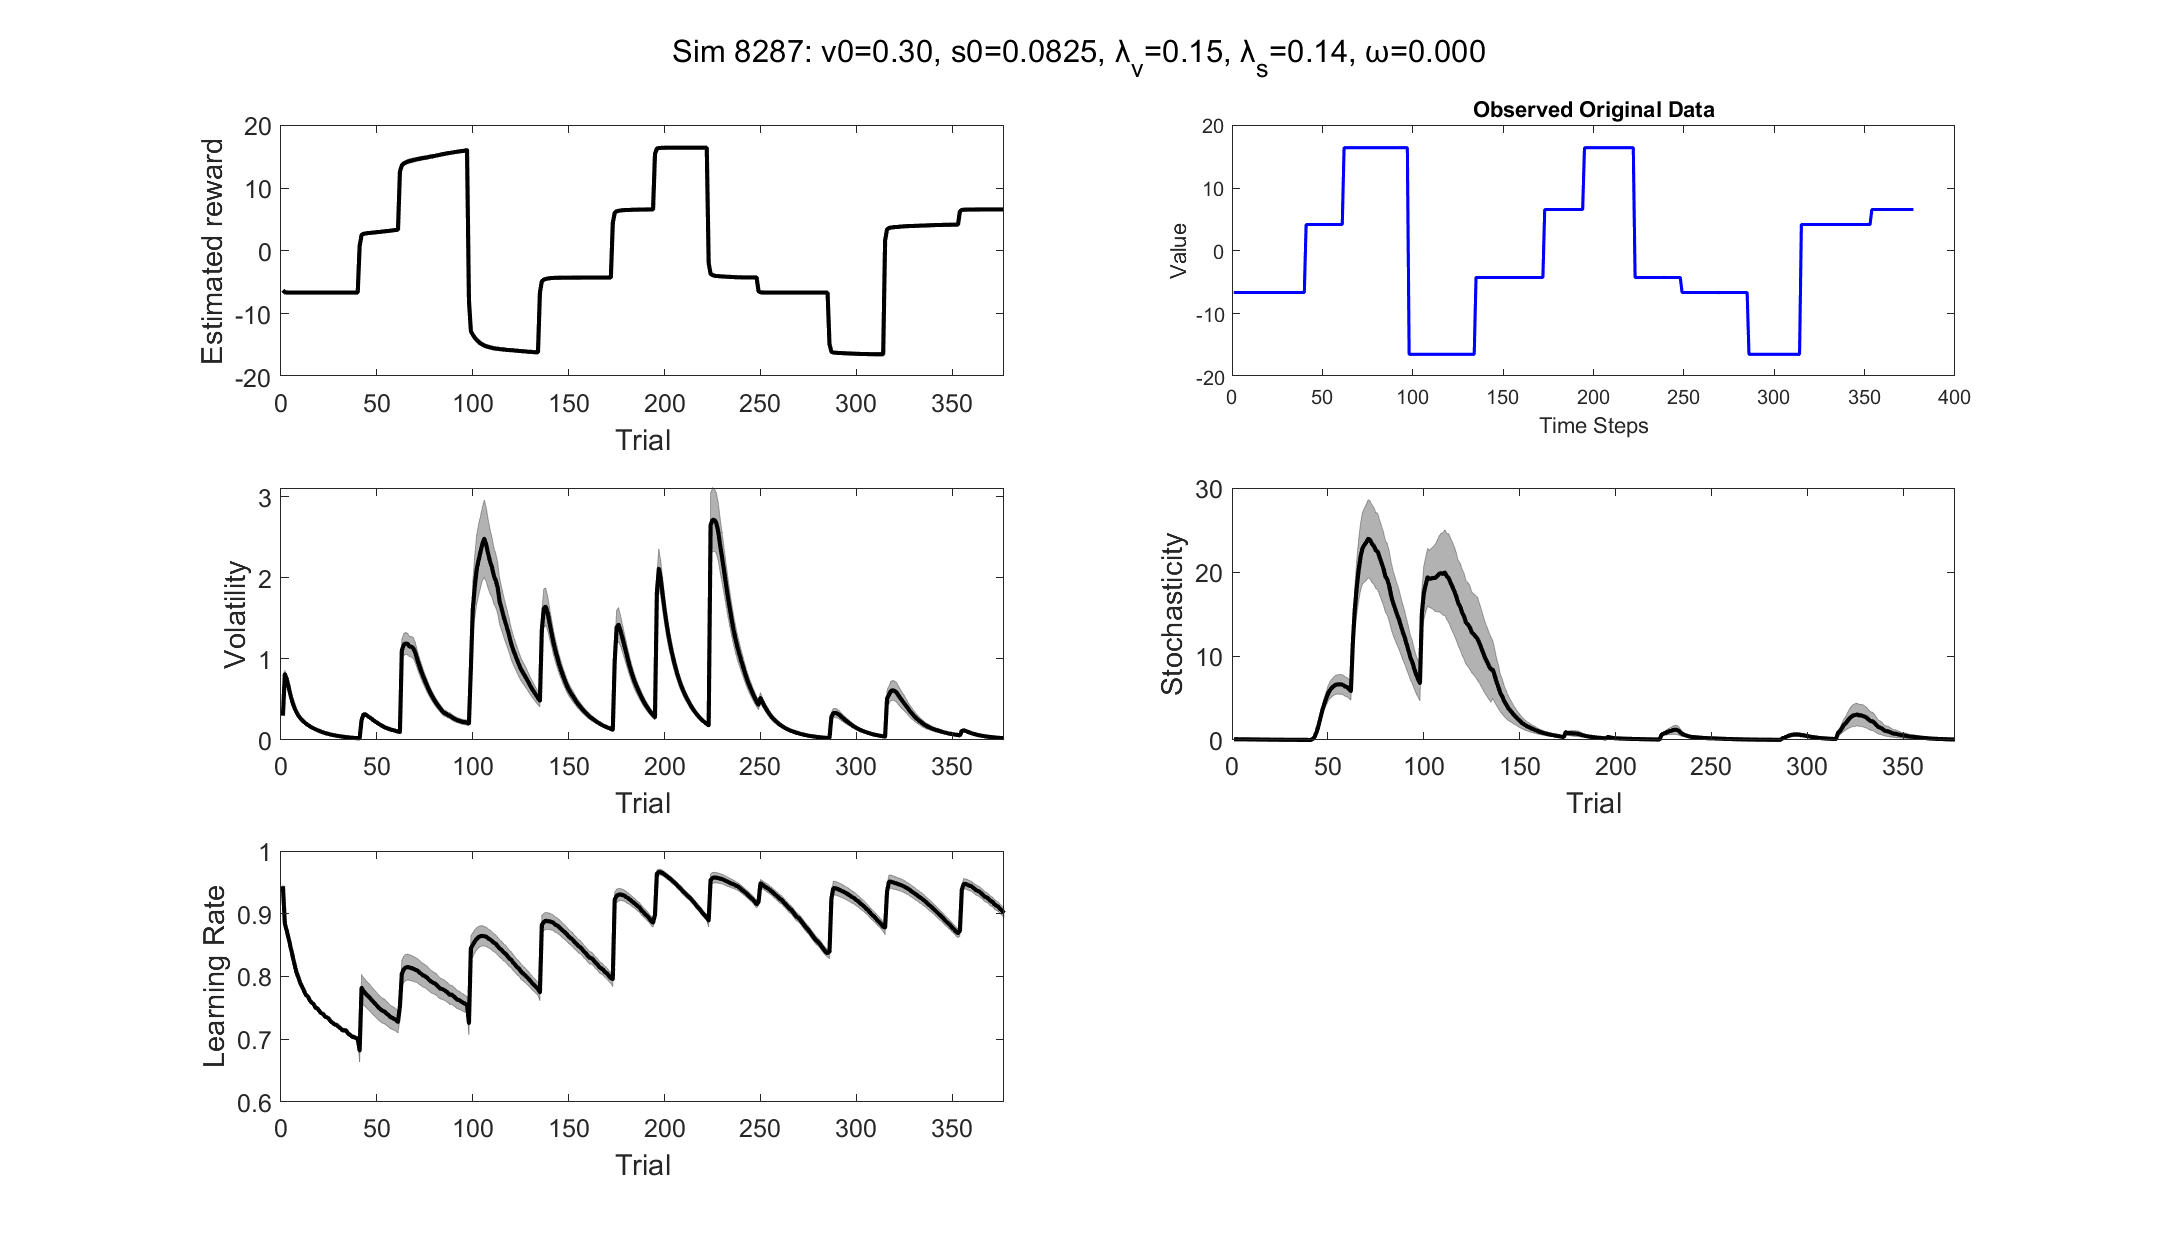 Sim 8287: v0=0.30, s0=0.0825, λv=0.15, λs=0.14, ω=0.000
Estimated reward
20
10
0
-10
-20
0 50 100 150 200 250 300 350
Trial
Observed Original Data
Value
20
10
0
-10
-20
0 50 100 150 200 250 300 350 400
Time Steps
Volatility
3
2
1
0
0 50 100 150 200 250 300 350
Trial
Stochasticity
30
20
10
0
0 50 100 150 200 250 300 350
Trial
Learning Rate
1
0.9
0.8
0.7
0.6
0 50 100 150 200 250 300 350
Trial